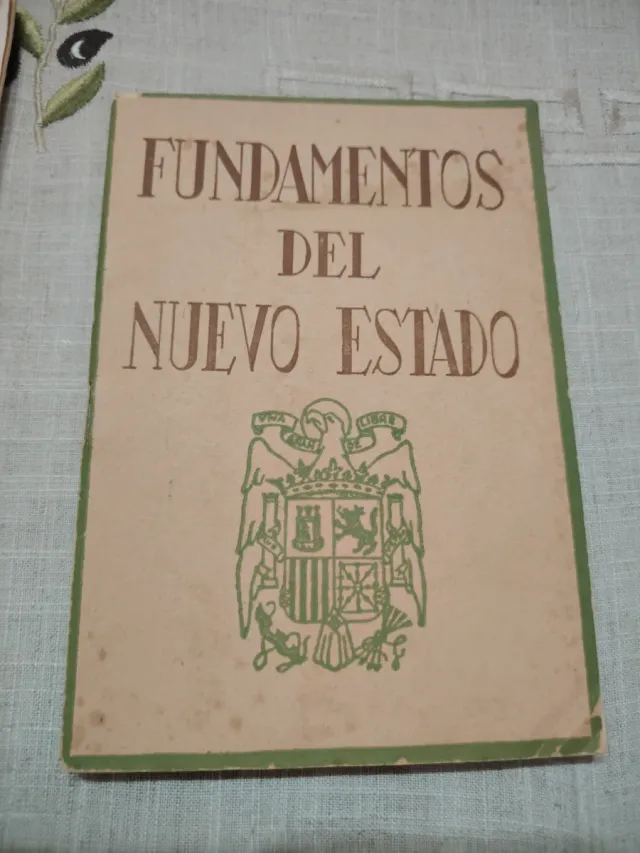 FUNDAMENTOS
DEL
NUEVO ESTADO
UNA GRANDE LIBRE